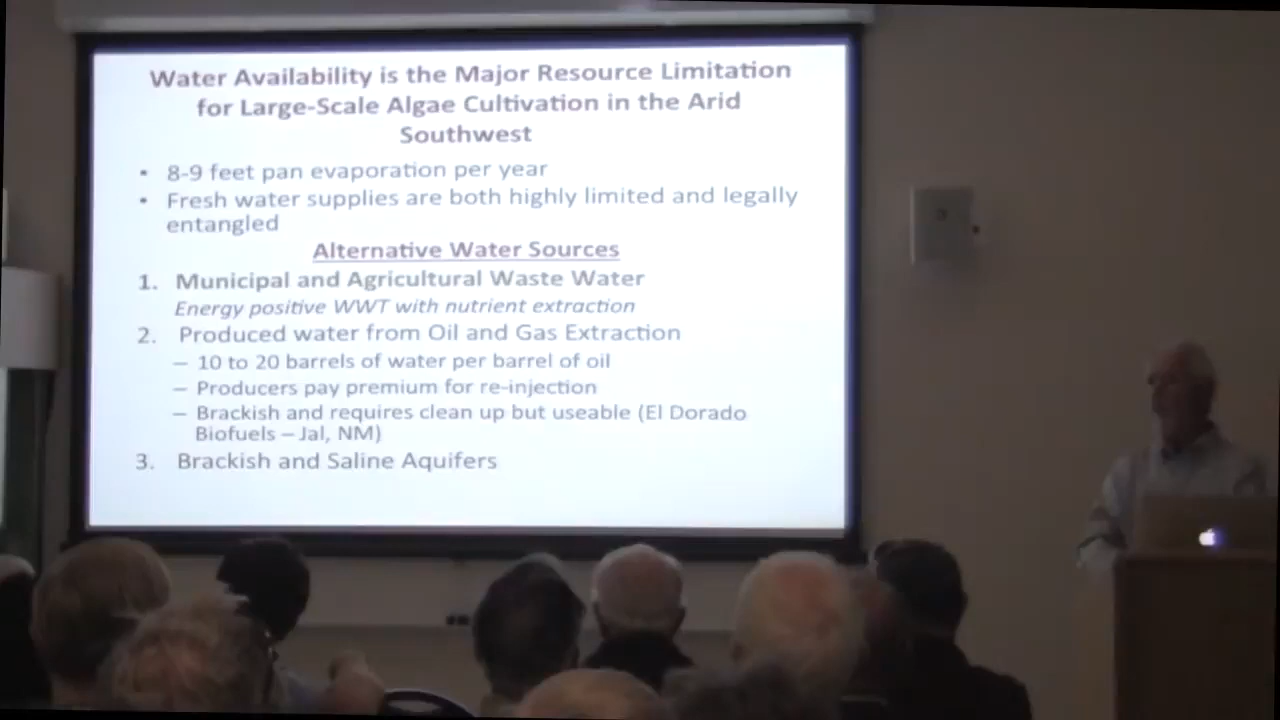 Water Availability is the Major Resource Limitation
for Large-Scale Algae Cultivation in the Arid
Southwest
• 8-9 feet pan evaporation per year
• Fresh water supplies are both highly limited and legally
entangled
Alternative Water Sources
1. Municipal and Agricultural Waste Water
Energy positive WWT with nutrient extraction
2. Produced water from Oil and Gas Extraction
– 10 to 20 barrels of water per barrel of oil
– Producers pay premium for re-injection
– Brackish and requires clean up but useable (El Dorado
Biofuels – Jal, NM)
3. Brackish and Saline Aquifers